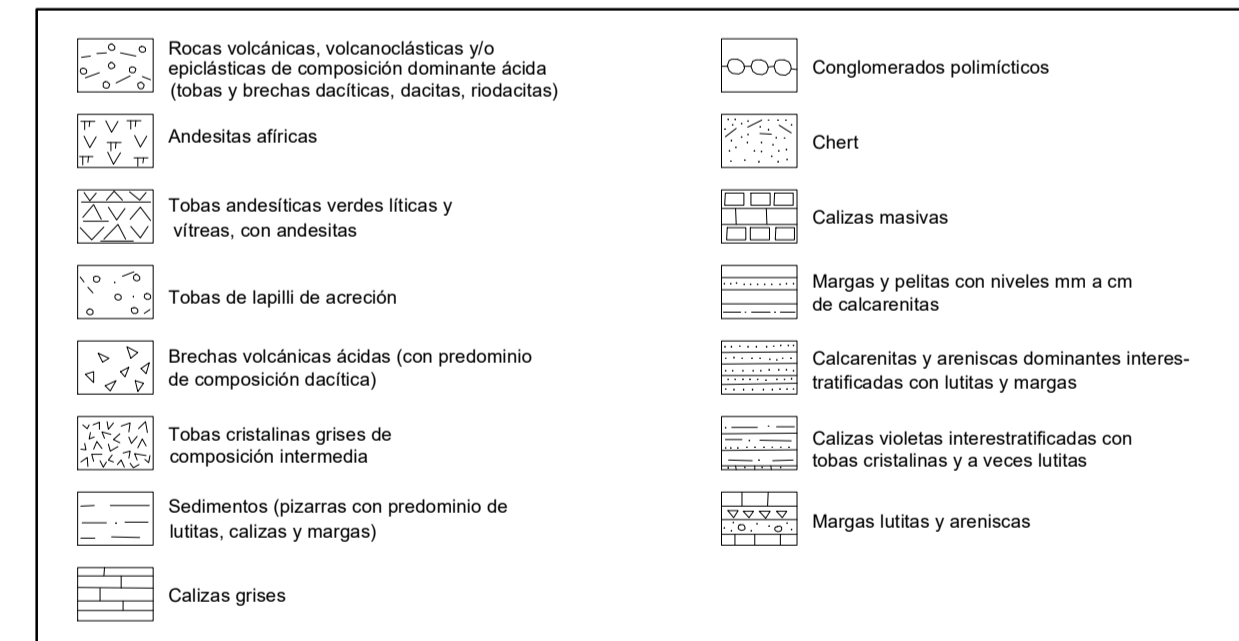 Rocas volcánicas, volcanoclásticas y/o
epiclásticas de composición dominante ácida
(tobas y brechas dacíticas, dacitas, riodacitas)
Andesitas afíricas
Tobas andesíticas verdes líticas y
vítreas, con andesitas
Tobas de lapilli de acreción
Brechas volcánicas ácidas (con predominio
de composición dacítica)
Tobas cristalinas grises de
composición intermedia
Sedimentos (pizarras con predominio de
lutitas, calizas y margas)
Calizas grises
Conglomerados polimícticos
Chert
Calizas masivas
Margas y pelitas con niveles mm a cm
de calcarenitas
Calcarenitas y areniscas dominantes interes-
tratificadas con lutitas y margas
Calizas violetas interestratificadas con
tobas cristalinas y a veces lutitas
Margas lutitas y areniscas